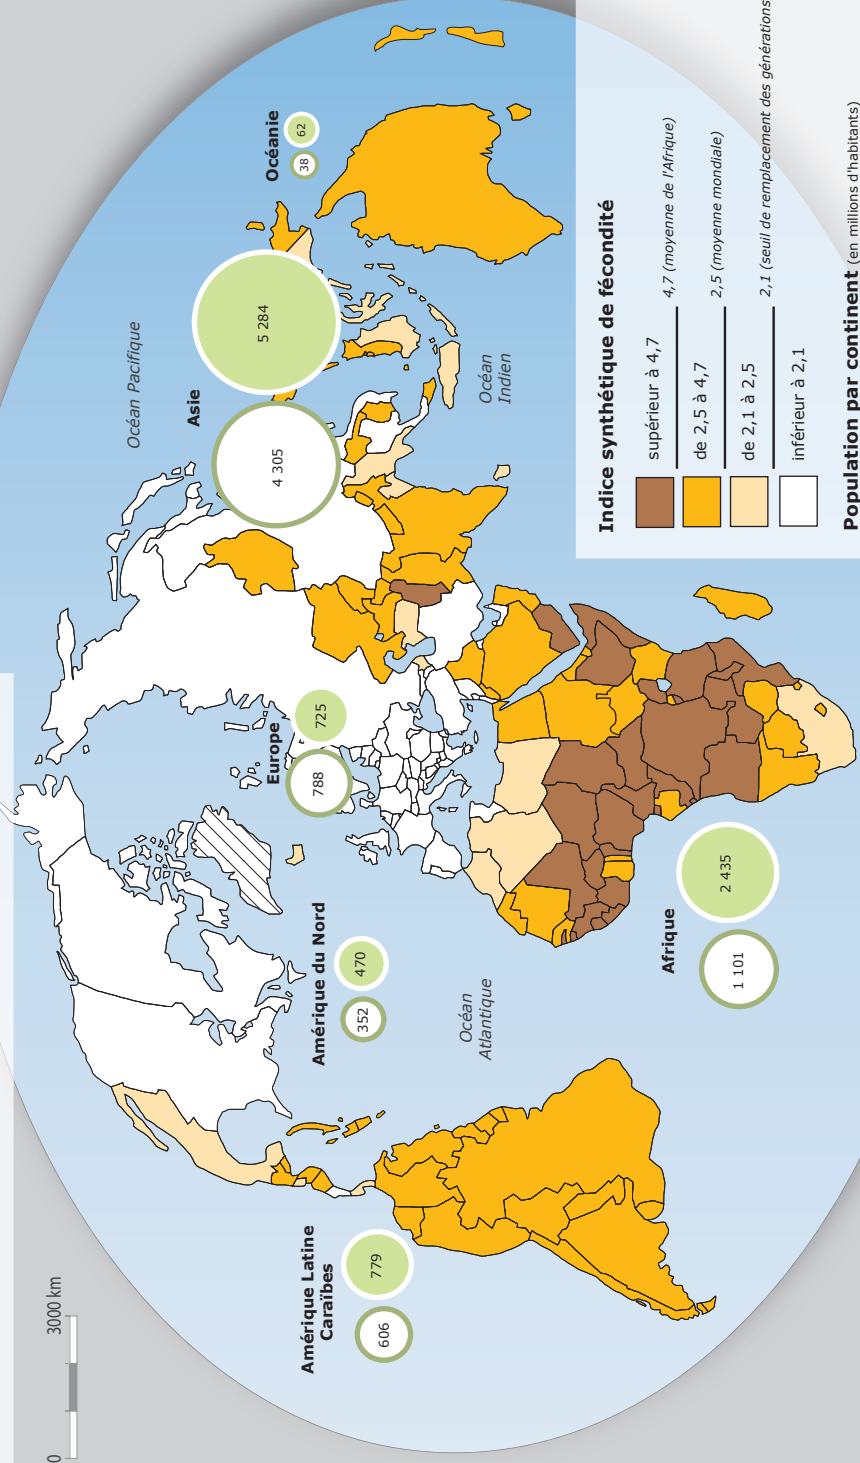 0
3000 km
Océan Pacifique
Amérique du Nord
352
470
Europe
788
725
Asie
4 305
5 284
Océanie
38
62
Amérique Latine
Caraïbes
606
779
Océan
Atlantique
Afrique
1 101
2 435
Océan
Indien
Indice synthétique de fécondité
supérieur à 4,7
4,7 (moyenne de l'Afrique)
de 2,5 à 4,7
2,5 (moyenne mondiale)
de 2,1 à 2,5
2,1 (seuil de remplacement des générations
inférieur à 2,1
Population par continent (en millions d'habitants)